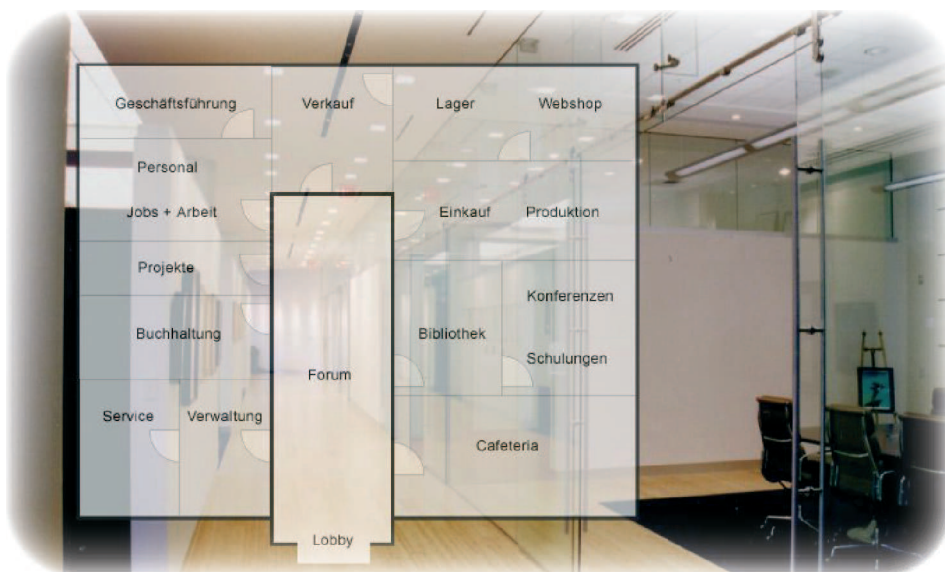 Geschäftsführung
Verkauf
Lager
Webshop
Personal
Jobs + Arbeit
Einkauf
Produktion
Projekte
Konferenzen
Buchhaltung
Bibliothek
Schulungen
Forum
Service
Verwaltung
Cafeteria
Lobby